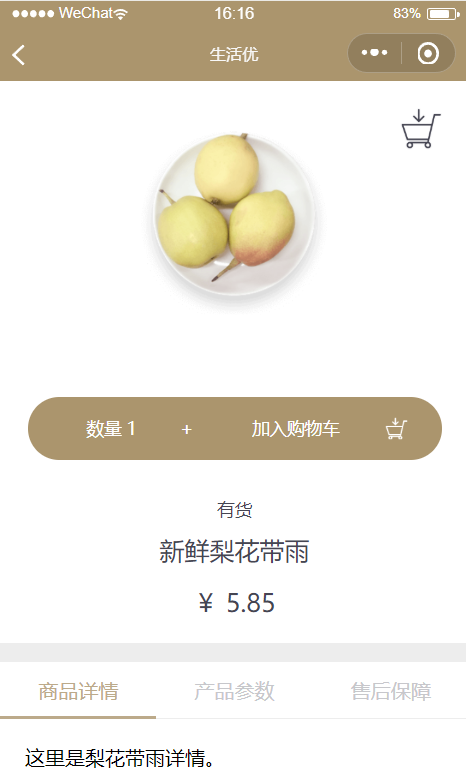 WeChat 16:16 83%
生活优
数量 1 + 加入购物车
有货
新鲜梨花带雨
¥ 5.85
商品详情 产品参数 售后保障
这里是梨花带雨详情。